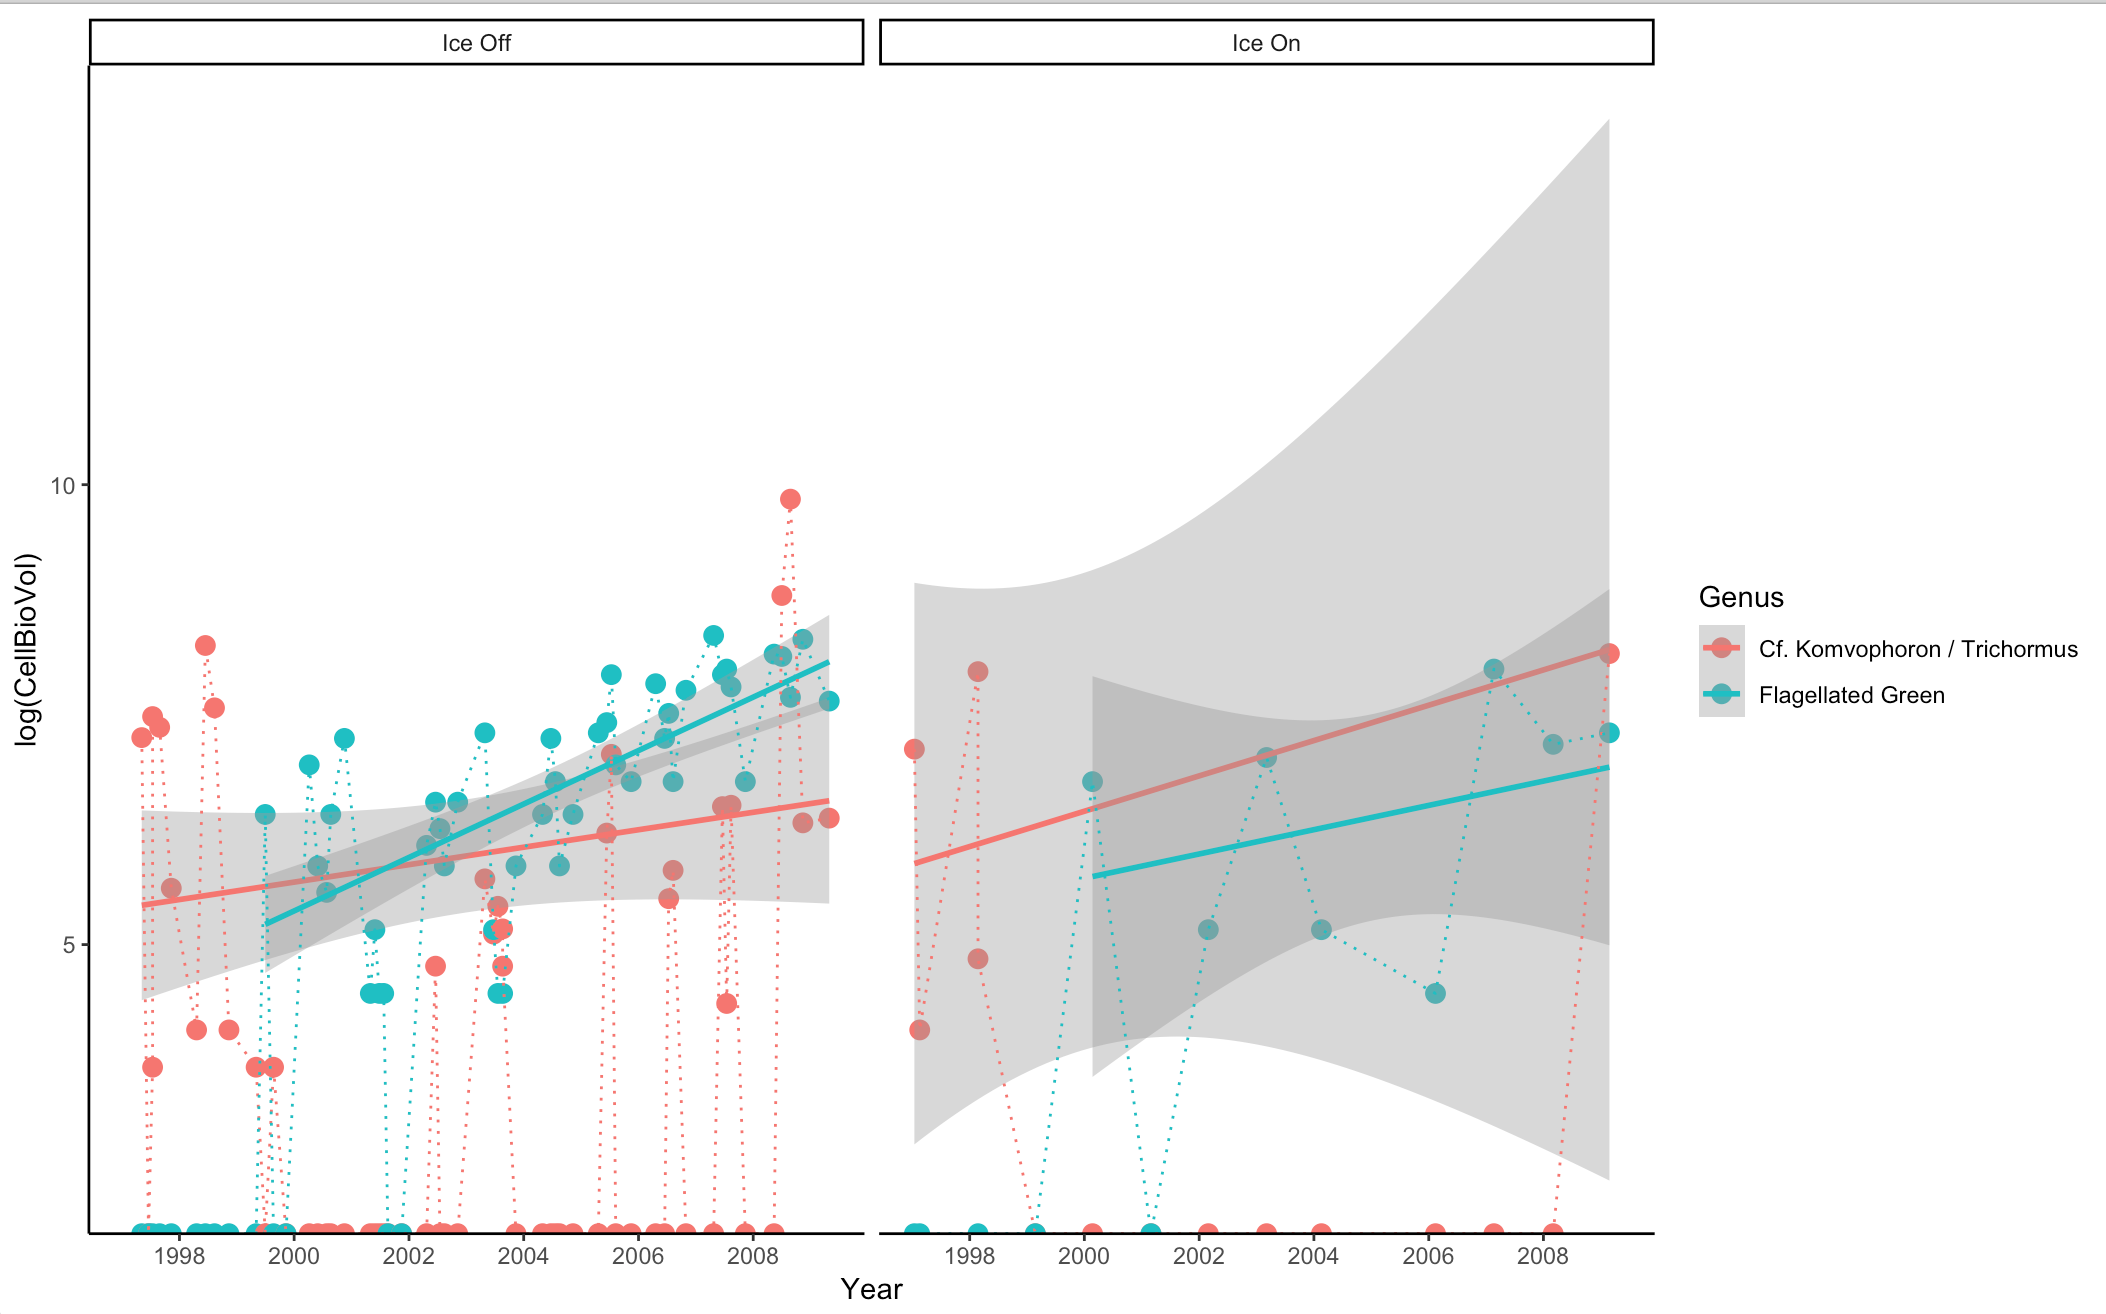 Ice Off
Ice On
10
5
log(CellBioVol)
1998 2000 2002 2004 2006 2008
1998 2000 2002 2004 2006 2008
Year
Genus
Cf. Komvophoron / Trichormus
Flagellated Green